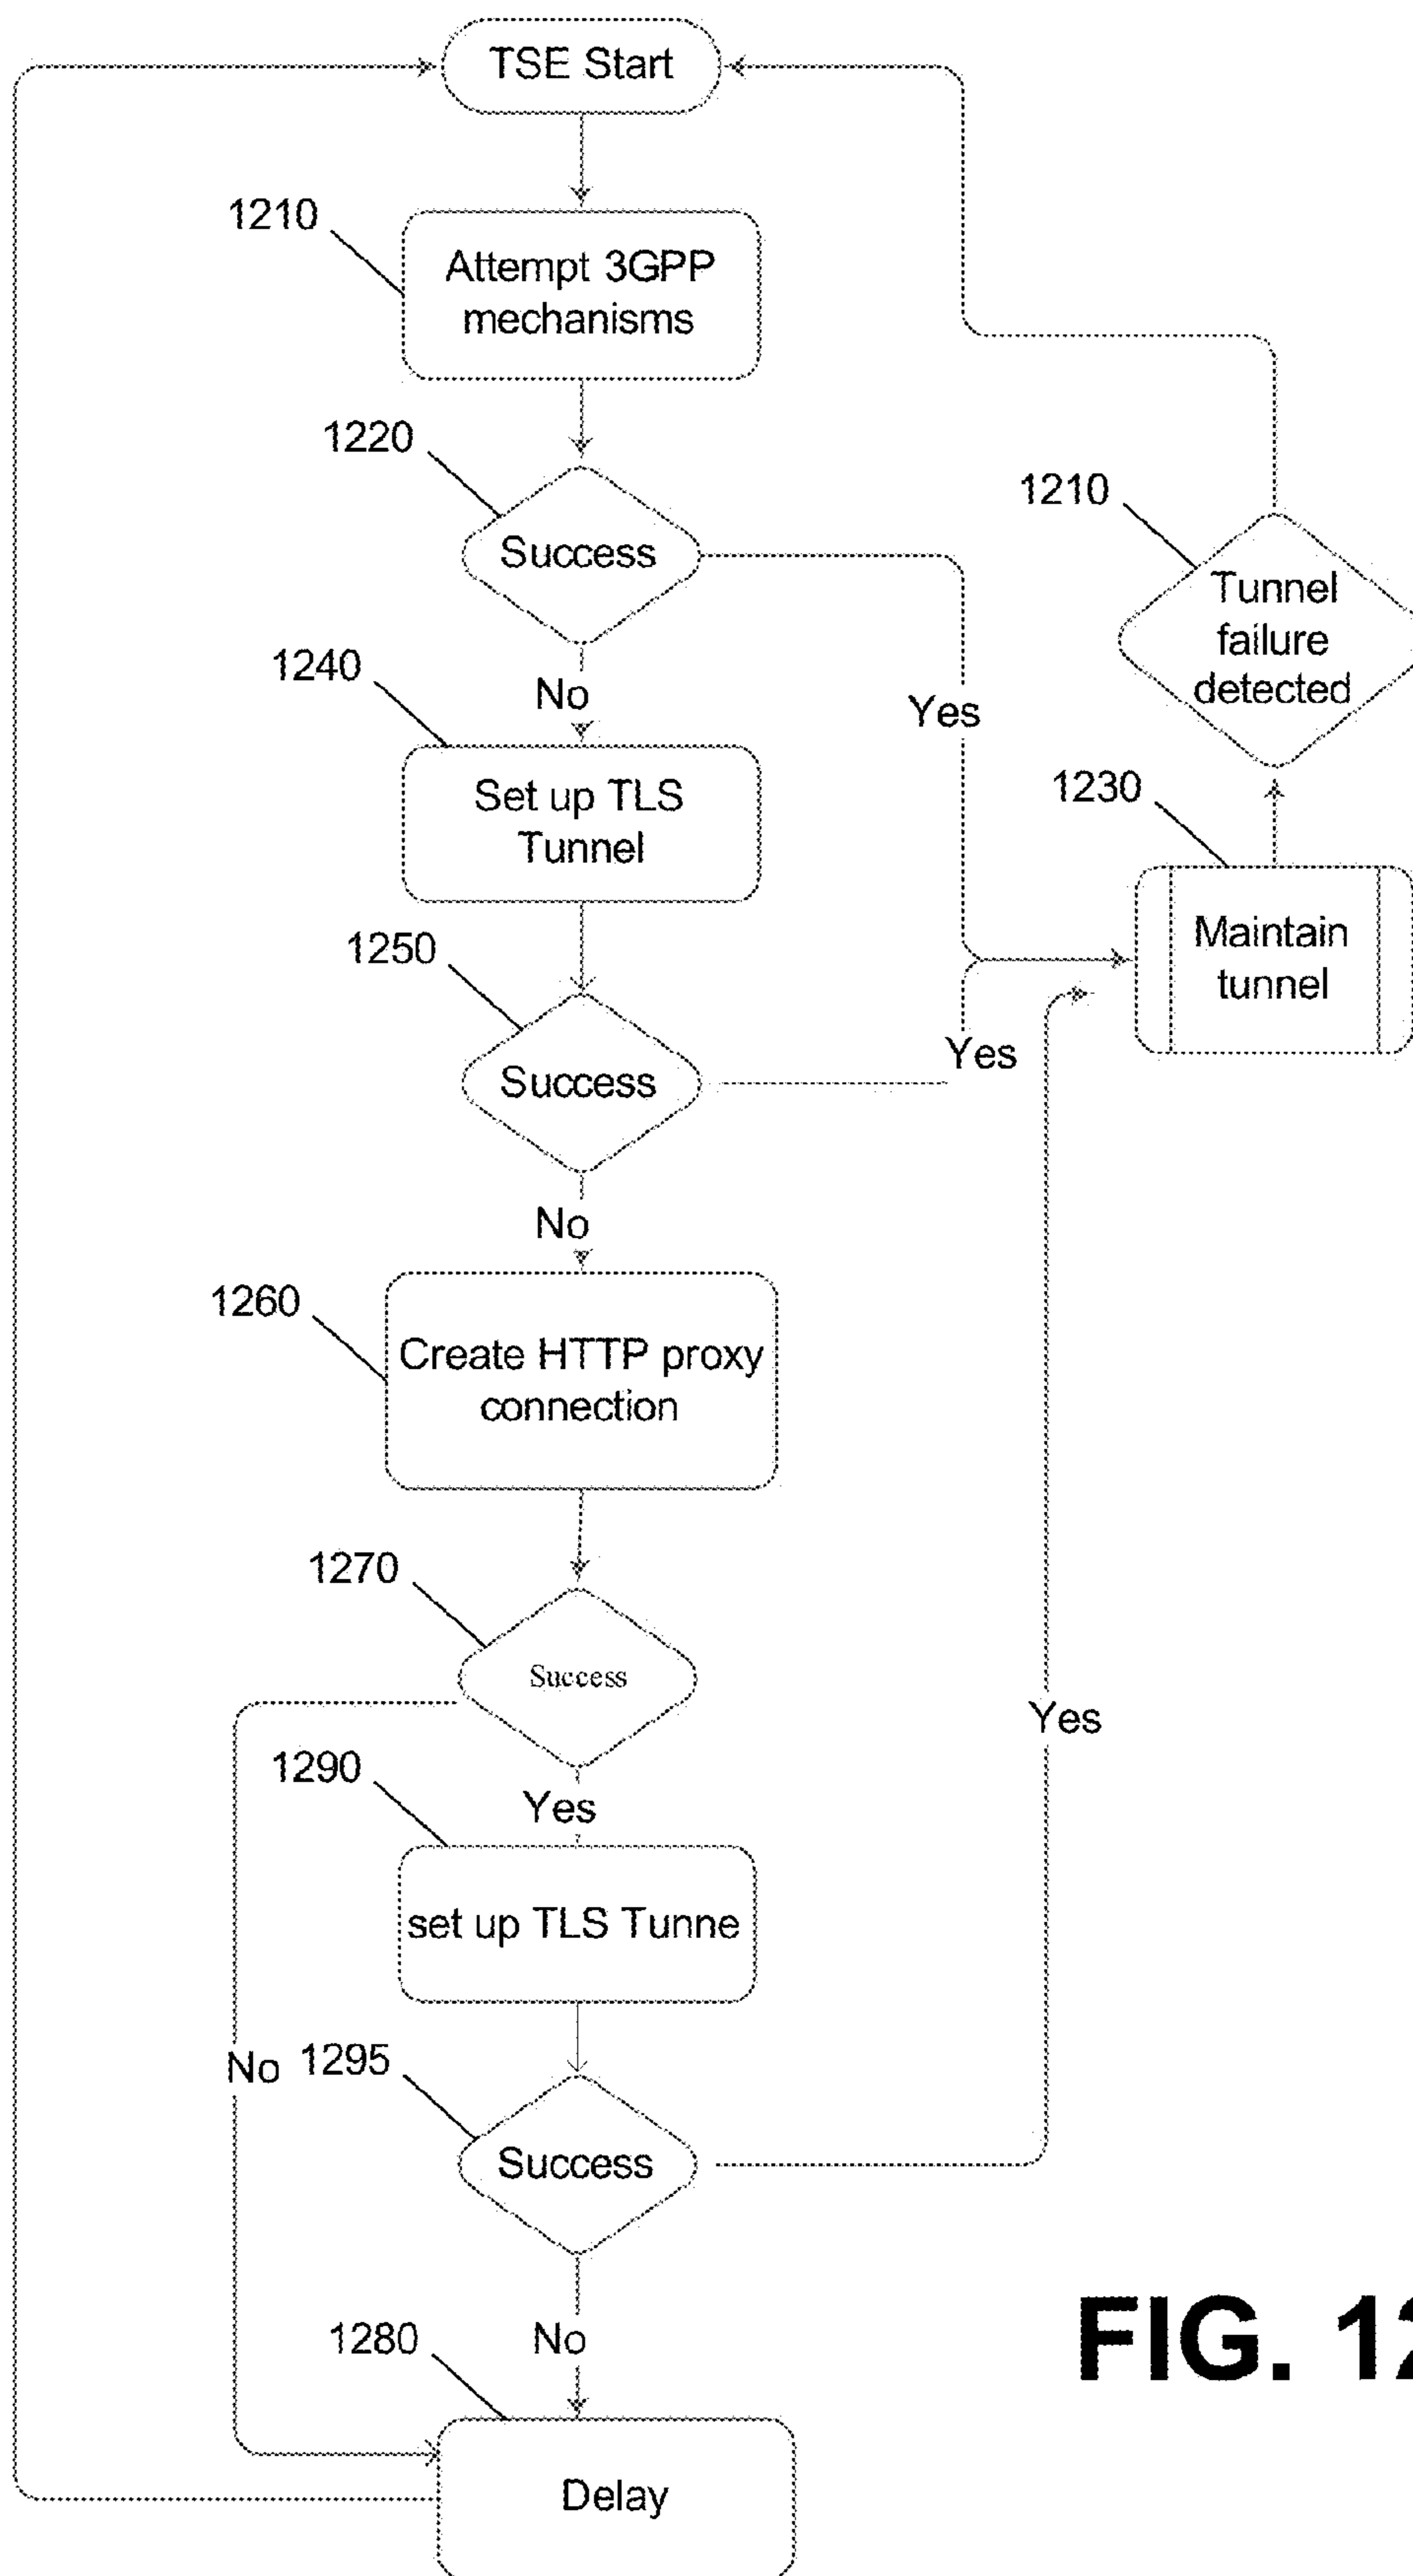 TSE Start
1210
Attempt 3GPP
mechanisms
1220
Success
1210
Tunnel
failure
detected
No
Yes
1240
Set up TLS
Tunnel
1230
Maintain
tunnel
1250
Success
Yes
No
1260
Create HTTP proxy
connection
1270
Success
Yes
1290
Yes
set up TLS Tunne
No
1295
Success
1280
No
Delay
FIG. 12